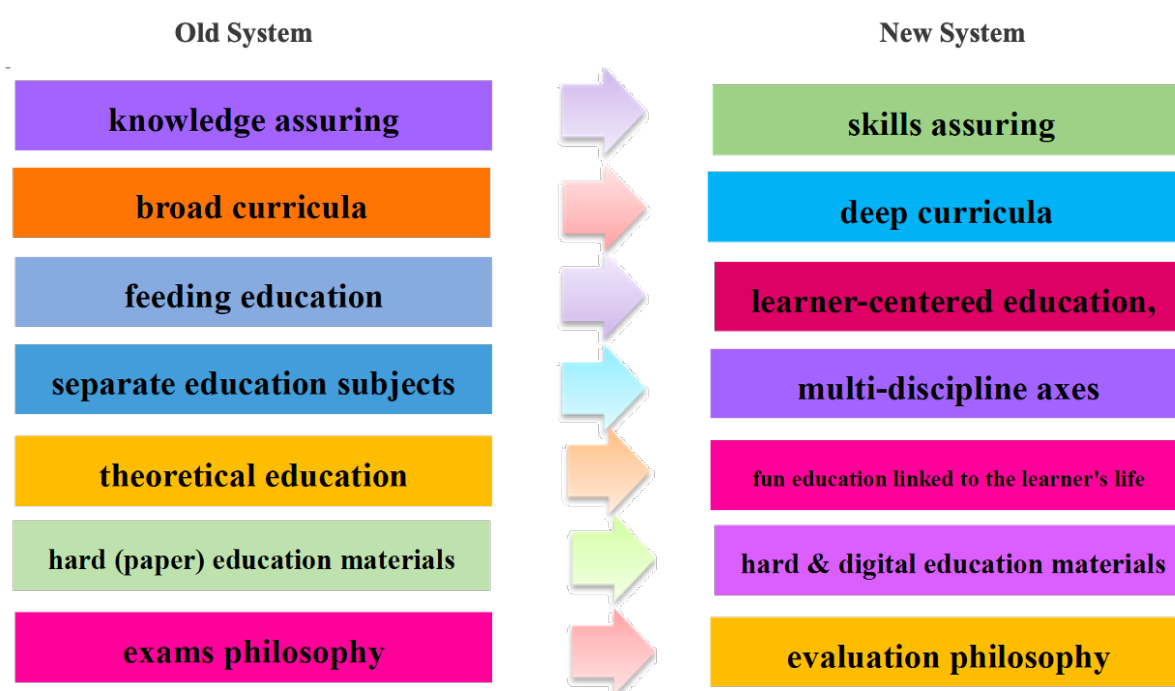 Old System
New System
knowledge assuring
skills assuring
broad curricula
deep curricula
feeding education
learner-centered education,
separate education subjects
multi-discipline axes
theoretical education
fun education linked to the learner's life
hard (paper) education materials
hard & digital education materials
exams philosophy
evaluation philosophy